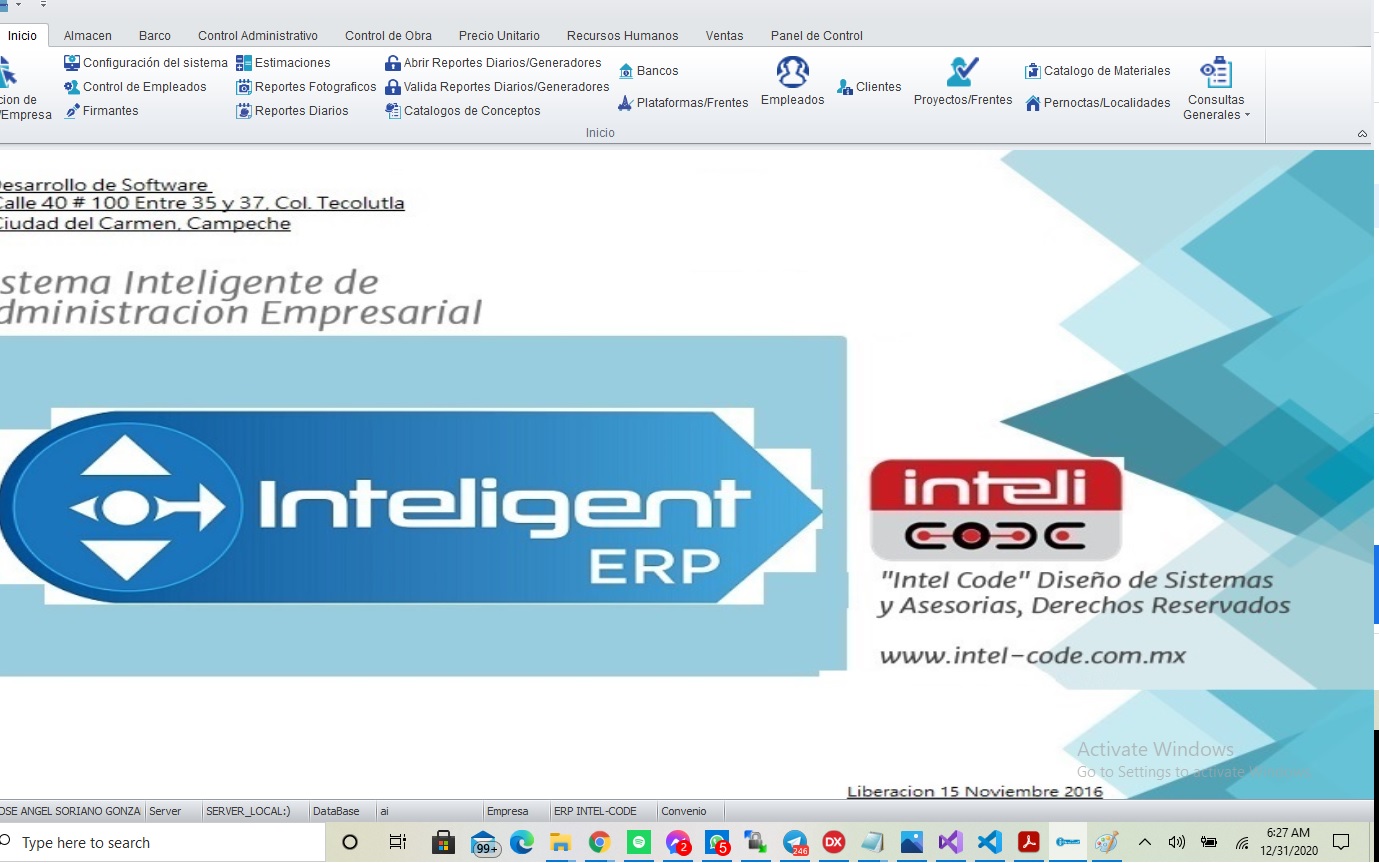 Inicio Almacen Barco Control Administrativo Control de Obra Precio Unitario Recursos Humanos Ventas Panel de Control
Configuración del sistema Estimaciones Abrir Reportes Diarios/Generadores
Bancos Catalogo de Materiales
Control de Empleados Reportes Fotograficos Valida Reportes Diarios/Generadores
Clientes
cion de Empleados Proyectos/Frentes Consultas
Plataformas/Frentes Pernoctas/Localidades
/Empresa Firmantes Reportes Diarios Catalogos de Concepto Generales
Inicio
esarrollo de Software
alle 40 # 100 Entre 35 y 37, Col. Tecolutla
iudad del Carmen, Campeche
stema Inteligente de
dministracion Empresarial
Inteligent
ERP
inteli
CODE
"Intel Code" Diseño de Sistemas
y Asesorias, Derechos Reservados
www.intel-code.com.mx
Activate Windows
Go to Settings to activate
Liberacion 15 Noviembre 2016
OSE ANGEL SORIANO GONZA Server SERVER_LOCAL:) DataBase ai Empresa ERP INTEL-CODE Convenio
Type here to search 99+ 2 5 246 DX 6:27 AM
12/31/2020